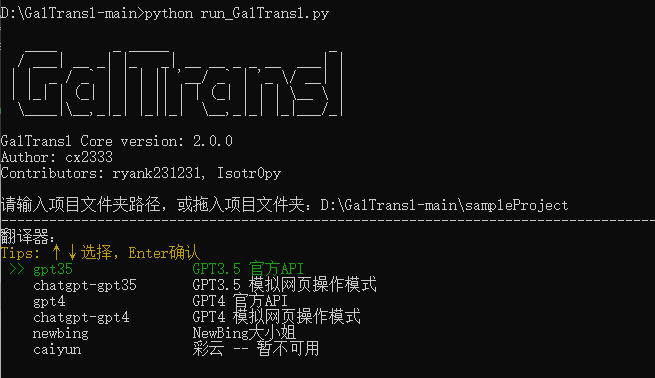 D:\GalTransl-main>python run_GalTransl.py
GalTransl
GalTransl Core version: 2.0.0
Author: cx2333
Contributors: ryank231231, Isotr0py
请输入项目文件夹路径，或拖入项目文件夹：D:\GalTransl-main\sampleProject
翻译器：
Tips: ↑↓选择, Enter确认
>> gpt35 GPT3.5 官方API
chatgpt-gpt35 GPT3.5 模拟网页操作模式
gpt4 GPT4 官方API
chatgpt-gpt4 GPT4 模拟网页操作模式
newbing NewBing大小姐
caiyun 彩云 -- 暂不可用